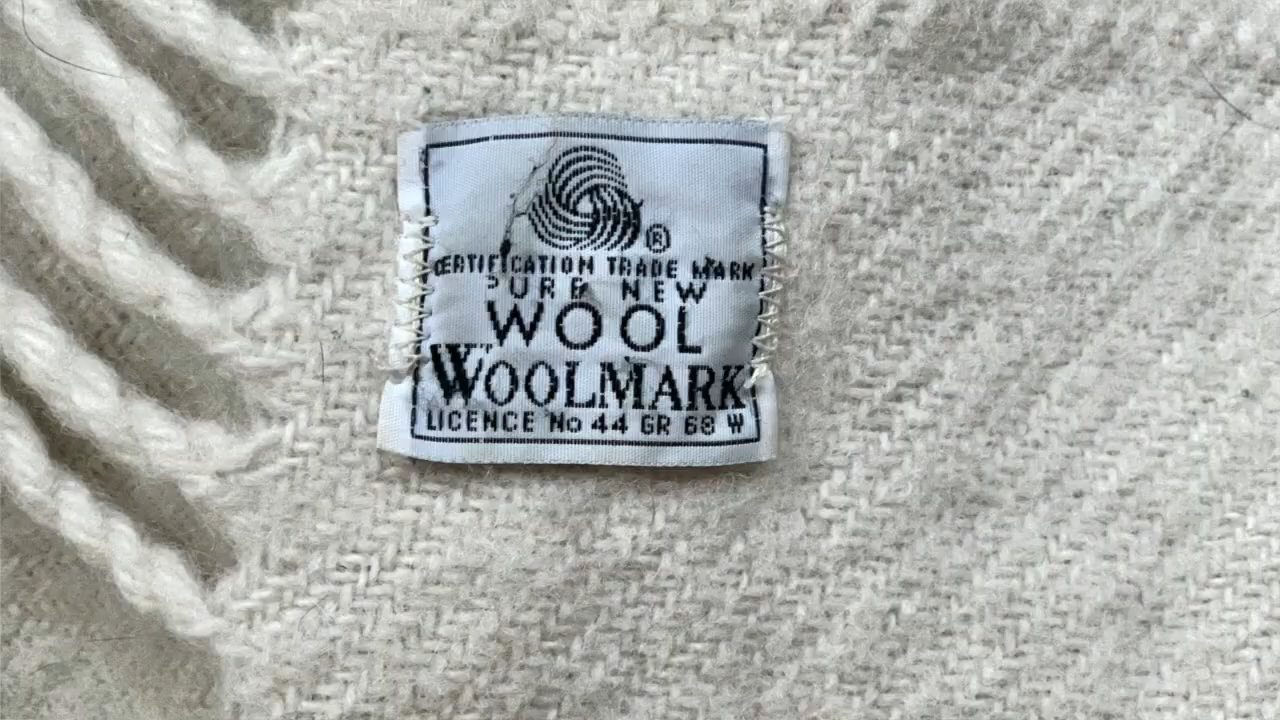 ®
CERTIFICATION TRADE MARK
PURE NEW
WOOL
WOOLMARK
LICENCE No 44 GR 68 W